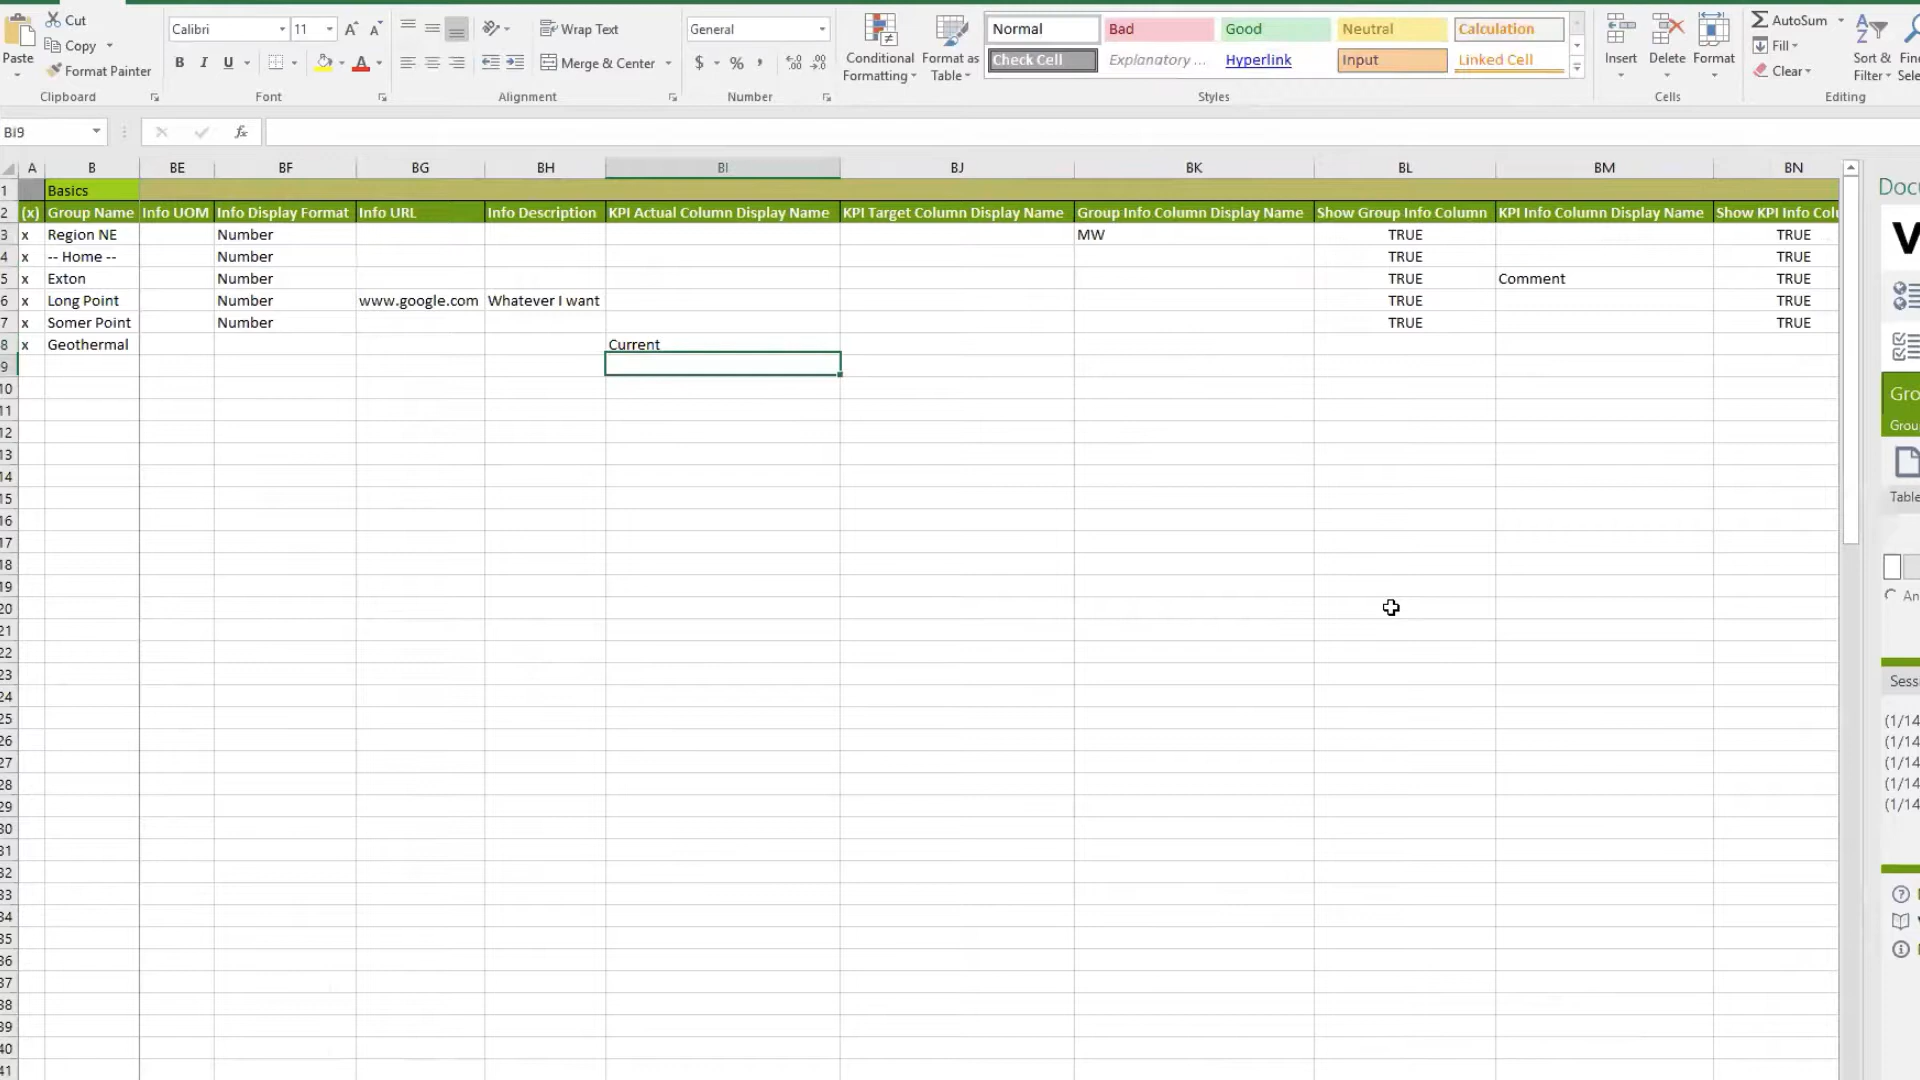 Cut
Copy
Format Painter
Paste
Clipboard
Calibri 11
B I U
Font
Wrap Text
Merge & Center
Alignment
General
$ % ,
Number
Conditional Formatting
Format as Table
Normal Bad Good Neutral Calculation
Check Cell Explanatory ... Hyperlink Input Linked Cell
Styles
Insert Delete Format
Cells
AutoSum
Fill
Clear
Sort & Filter
Editing
BI9 fx
A B BE BF BG BH BI BJ BK BL BM BN
1 Basics
2 (x) Group Name Info UOM Info Display Format Info URL Info Description KPI Actual Column Display Name KPI Target Column Display Name Group Info Column Display Name Show Group Info Column KPI Info Column Display Name Show KPI Info Colu
3 x Region NE Number MW TRUE TRUE
4 x -- Home -- Number TRUE TRUE
5 x Exton Number TRUE Comment TRUE
6 x Long Point Number www.google.com Whatever I want TRUE TRUE
7 x Somer Point Number TRUE TRUE
8 x Geothermal Current
9
10
11
12
13
14
15
16
17
18
19
20
21
22
23
24
25
26
27
28
29
30
31
32
33
34
35
36
37
38
39
40
41
Docu
V
Gro
Grou
Table
An
Sess
(1/14
(1/14
(1/14
(1/14
(1/14